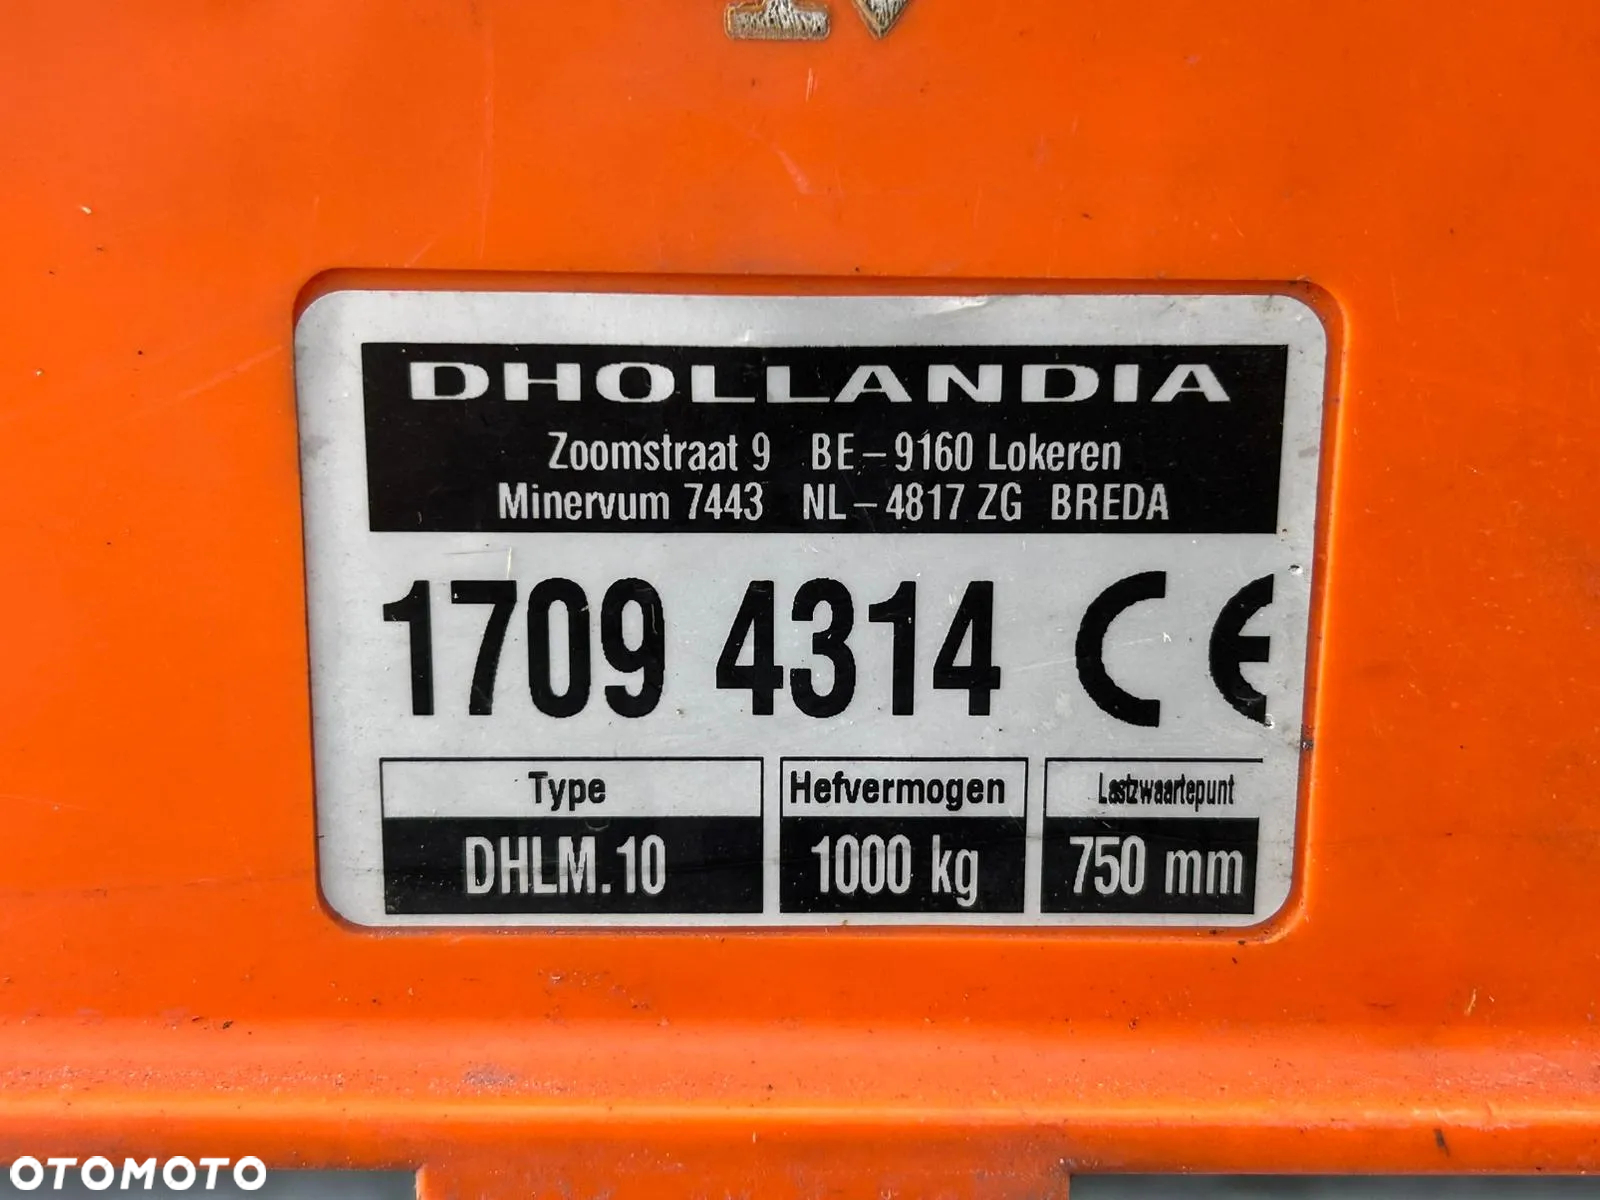 DHOLLANDIA
Zoomstraat 9 BE - 9160 Lokeren
Minervum 7443 NL - 4817 ZG BREDA
1709 4314 CE
Type Hefvermogen Lastzwaartepunt
DHLM.10 1000 kg 750 mm
OTOMOTO